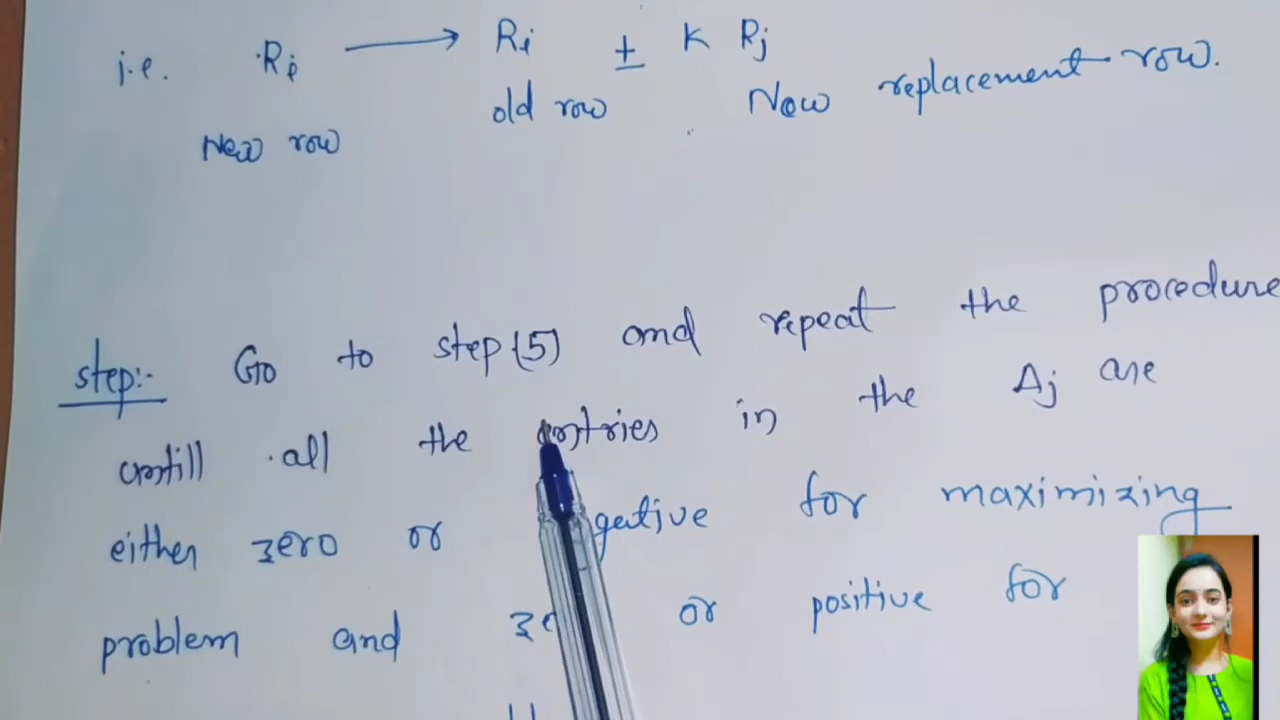 i.e. Ri → Ri ± K Rj
New row old row New replacement row.
step:- Go to step (5) and repeat the procedure
untill all the entries in the Δj are
either zero or gative for maximizing
problem and or positive for